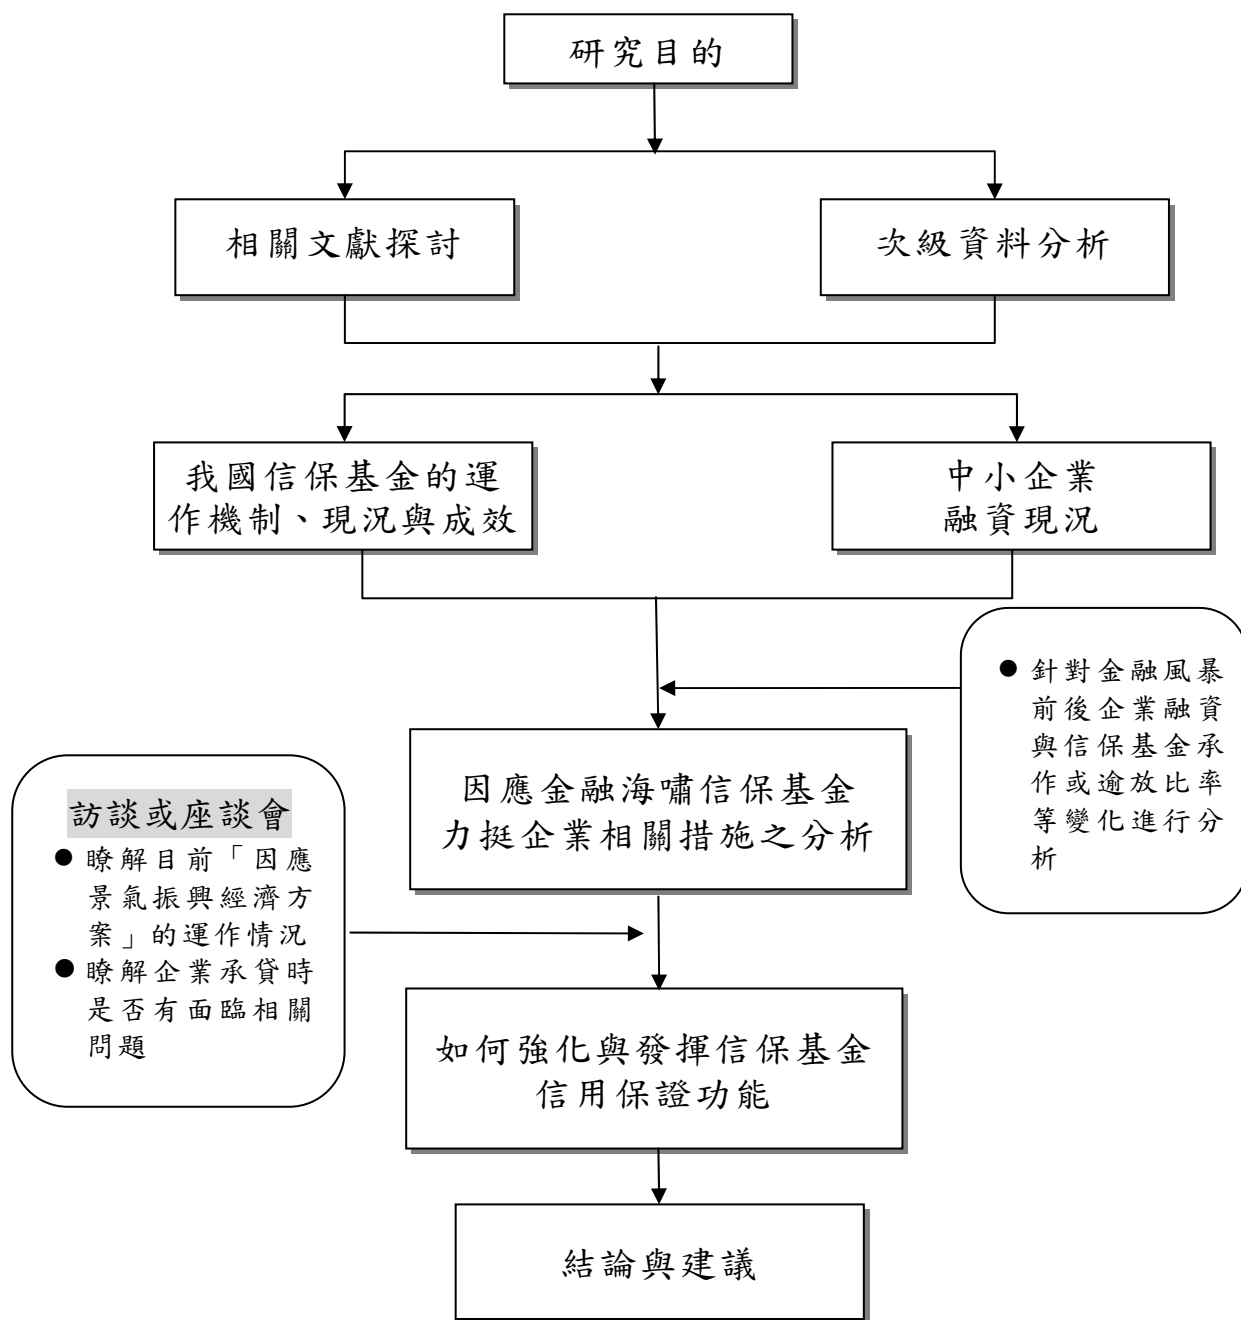 研究目的
相關文獻探討
次級資料分析
我國信保基金的運
作機制、現況與成效
中小企業
融資現況
● 針對金融風暴
前後企業融資
與信保基金承
作或逾放比率
等變化進行分
析
因應金融海嘯信保基金
力挺企業相關措施之分析
訪談或座談會
● 瞭解目前「因應
景氣振興經濟方
案」的運作情況
● 瞭解企業承貸時
是否有面臨相關
問題
如何強化與發揮信保基金
信用保證功能
結論與建議